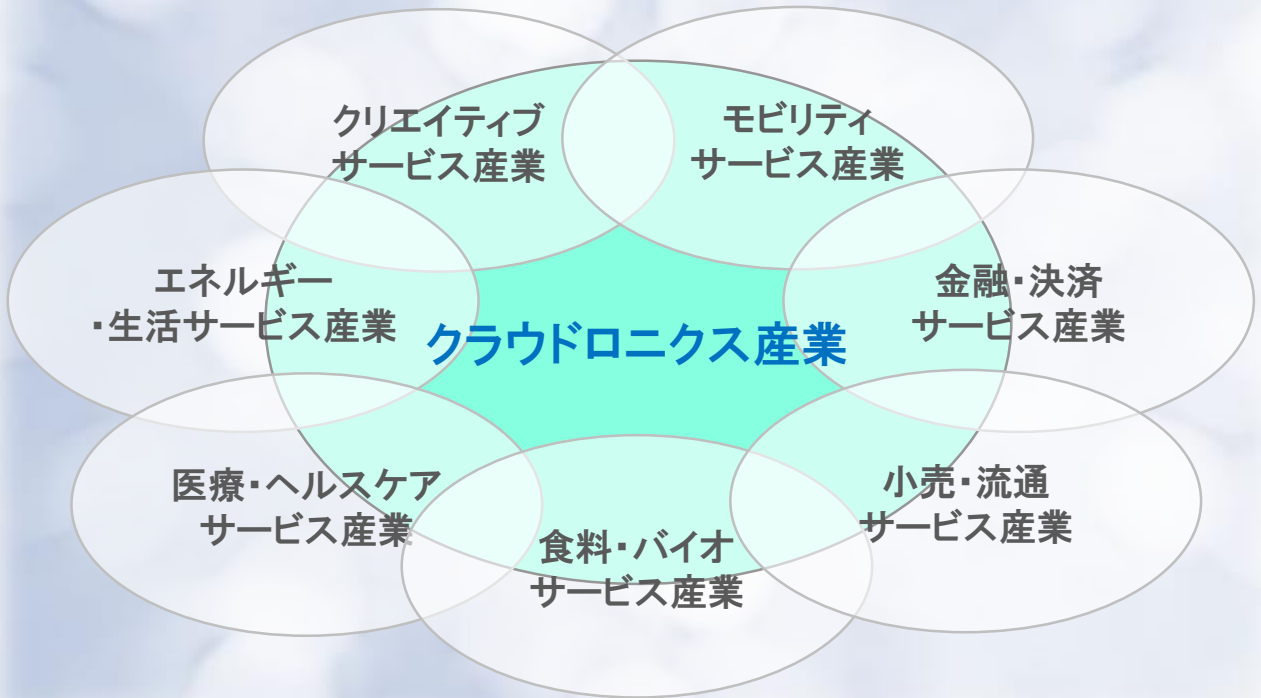 クリエイティブ
サービス産業
モビリティ
サービス産業
エネルギー
・生活サービス産業
金融・決済
サービス産業
クラウドロニクス産業
医療・ヘルスケア
サービス産業
小売・流通
サービス産業
食料・バイオ
サービス産業